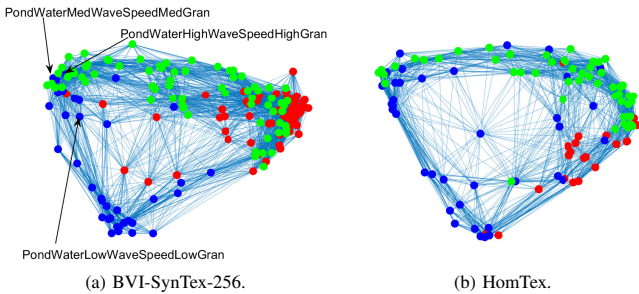 PondWaterMedWaveSpeedMedGran
PondWaterHighWaveSpeedHighGran
PondWaterLowWaveSpeedLowGran
(a) BVI-SynTex-256.
(b) HomTex.